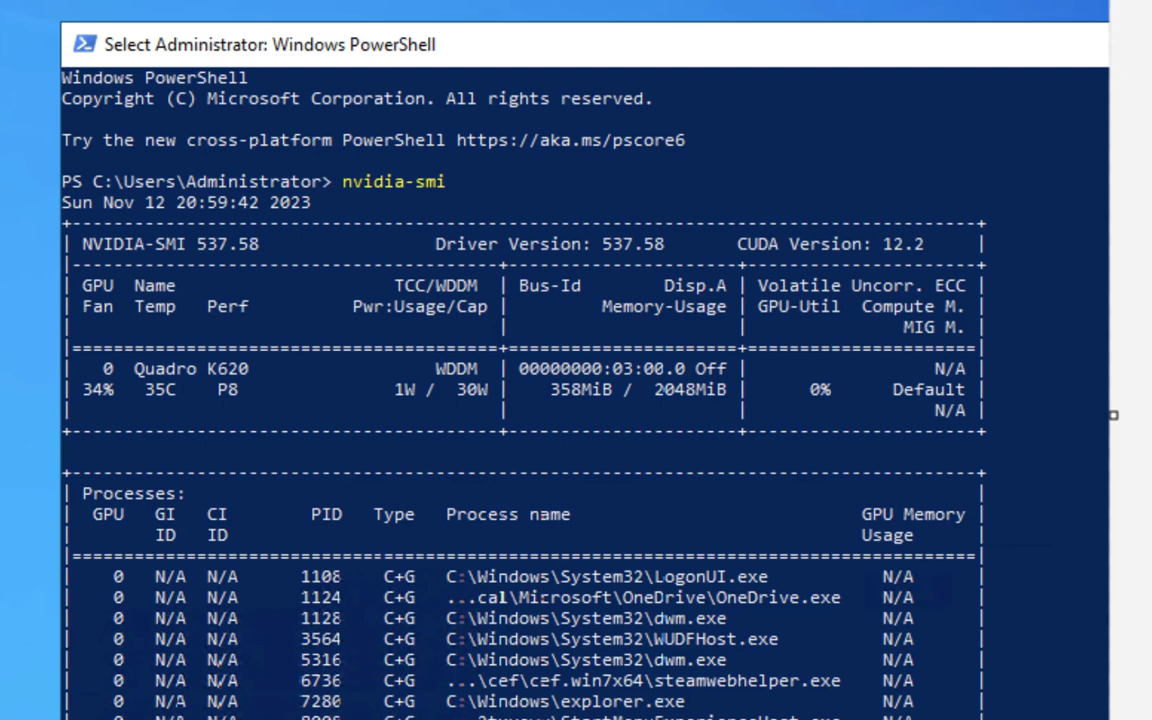 Select Administrator: Windows PowerShell
Windows PowerShell
Copyright (C) Microsoft Corporation. All rights reserved.
Try the new cross-platform PowerShell https://aka.ms/pscore6
PS C:\Users\Administrator> nvidia-smi
Sun Nov 12 20:59:42 2023
NVIDIA-SMI 537.58 Driver Version: 537.58 CUDA Version: 12.2
GPU Name TCC/WDDM | Bus-Id Disp.A | Volatile Uncorr. ECC
Fan Temp Perf Pwr:Usage/Cap | Memory-Usage | GPU-Util Compute M.
MIG M.
0 Quadro K620 WDDM | 00000000:03:00.0 Off | N/A
34% 35C P8 1W / 30W | 358MiB / 2048MiB | 0% Default
N/A
Processes:
GPU GI CI PID Type Process name GPU Memory
ID ID Usage
0 N/A N/A 1108 C+G C:\Windows\System32\LogonUI.exe N/A
0 N/A N/A 1124 C+G ...cal\Microsoft\OneDrive\OneDrive.exe N/A
0 N/A N/A 1128 C+G C:\Windows\System32\dwm.exe N/A
0 N/A N/A 3564 C+G C:\Windows\System32\WUDFHost.exe N/A
0 N/A N/A 5316 C+G C:\Windows\System32\dwm.exe N/A
0 N/A N/A 6736 C+G ...\cef\cef.win7x64\steamwebhelper.exe N/A
0 N/A N/A 7280 C+G C:\Windows\explorer.exe N/A